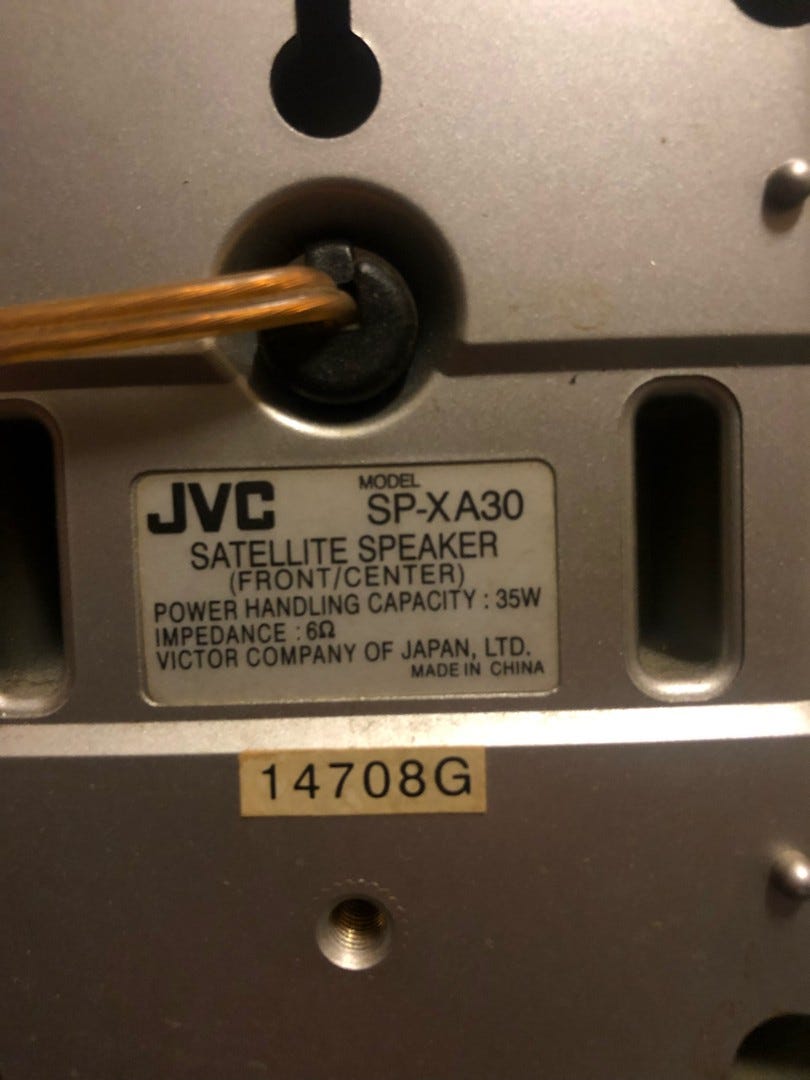 JVC
MODEL
SP-XA30
SATELLITE SPEAKER
(FRONT/CENTER)
POWER HANDLING CAPACITY : 35W
IMPEDANCE : 6Ω
VICTOR COMPANY OF JAPAN, LTD.
MADE IN CHINA
14708G